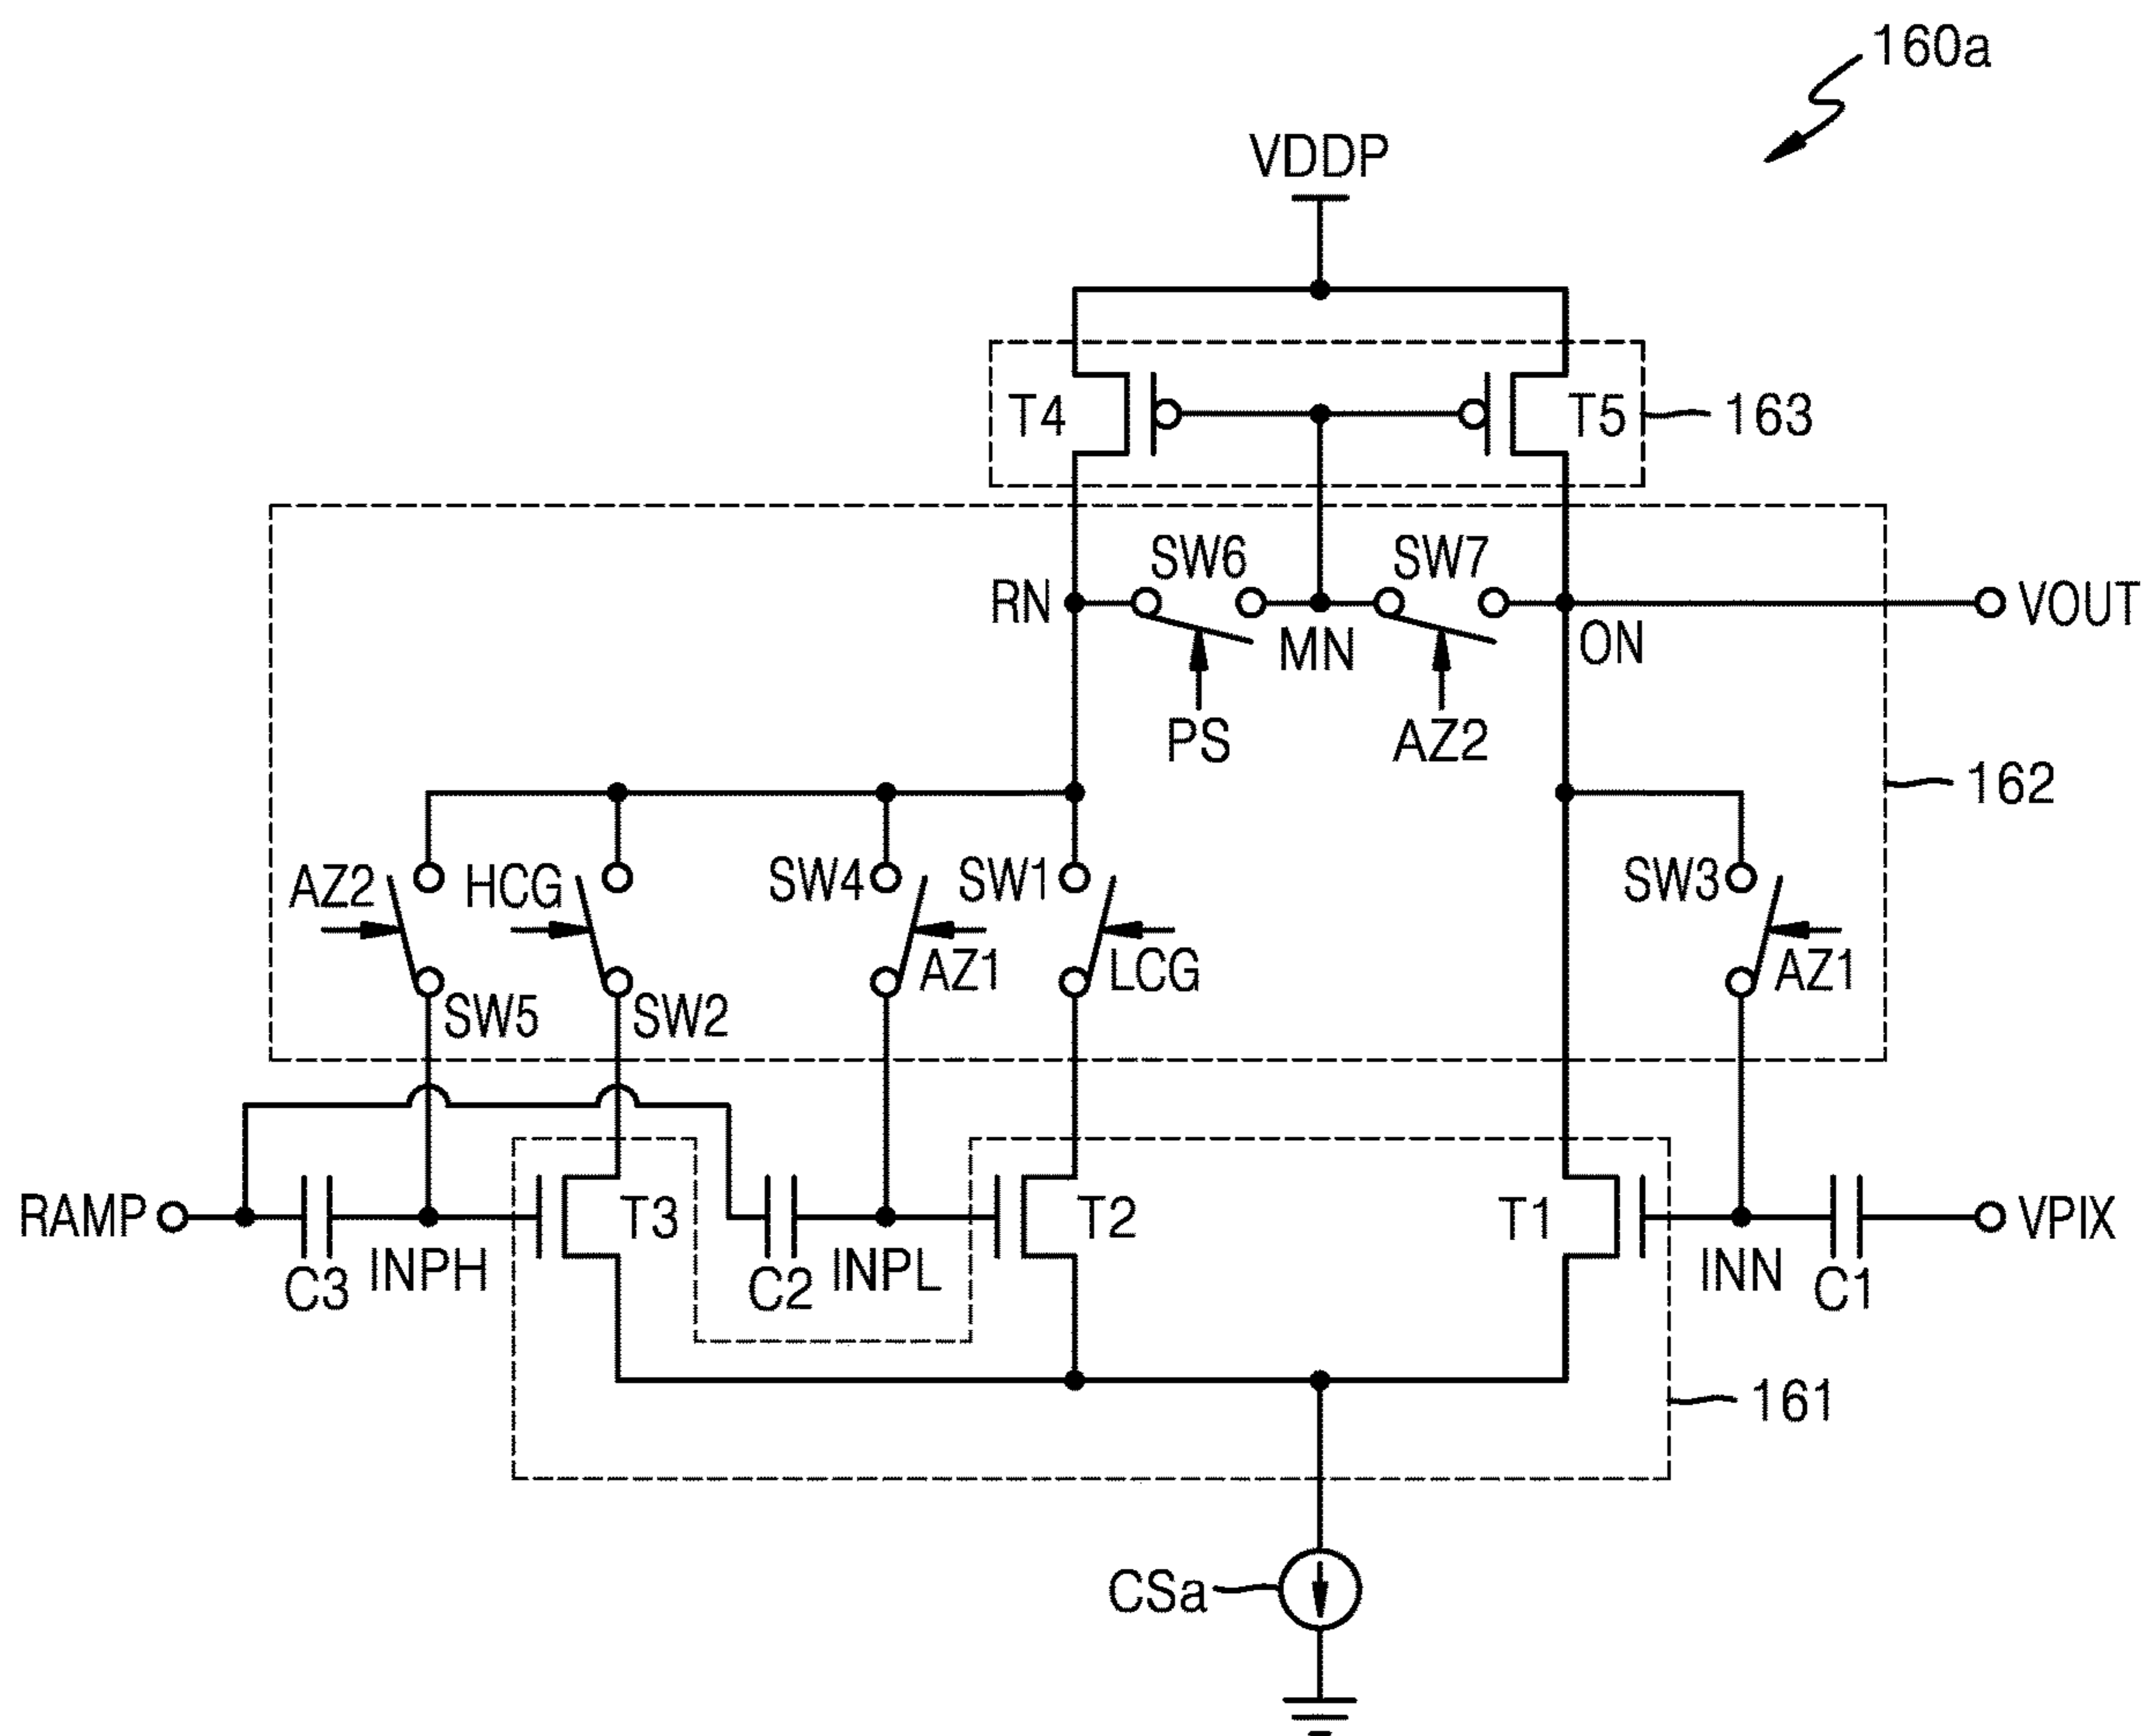 160a
VDDP
T4
T5
163
SW6
SW7
RN
MN
ON
VOUT
PS
AZ2
162
AZ2
HCG
SW4
SW1
SW3
AZ1
LCG
AZ1
SW5
SW2
RAMP
T3
T2
T1
VPIX
C3
INPH
C2
INPL
INN
C1
161
CSa